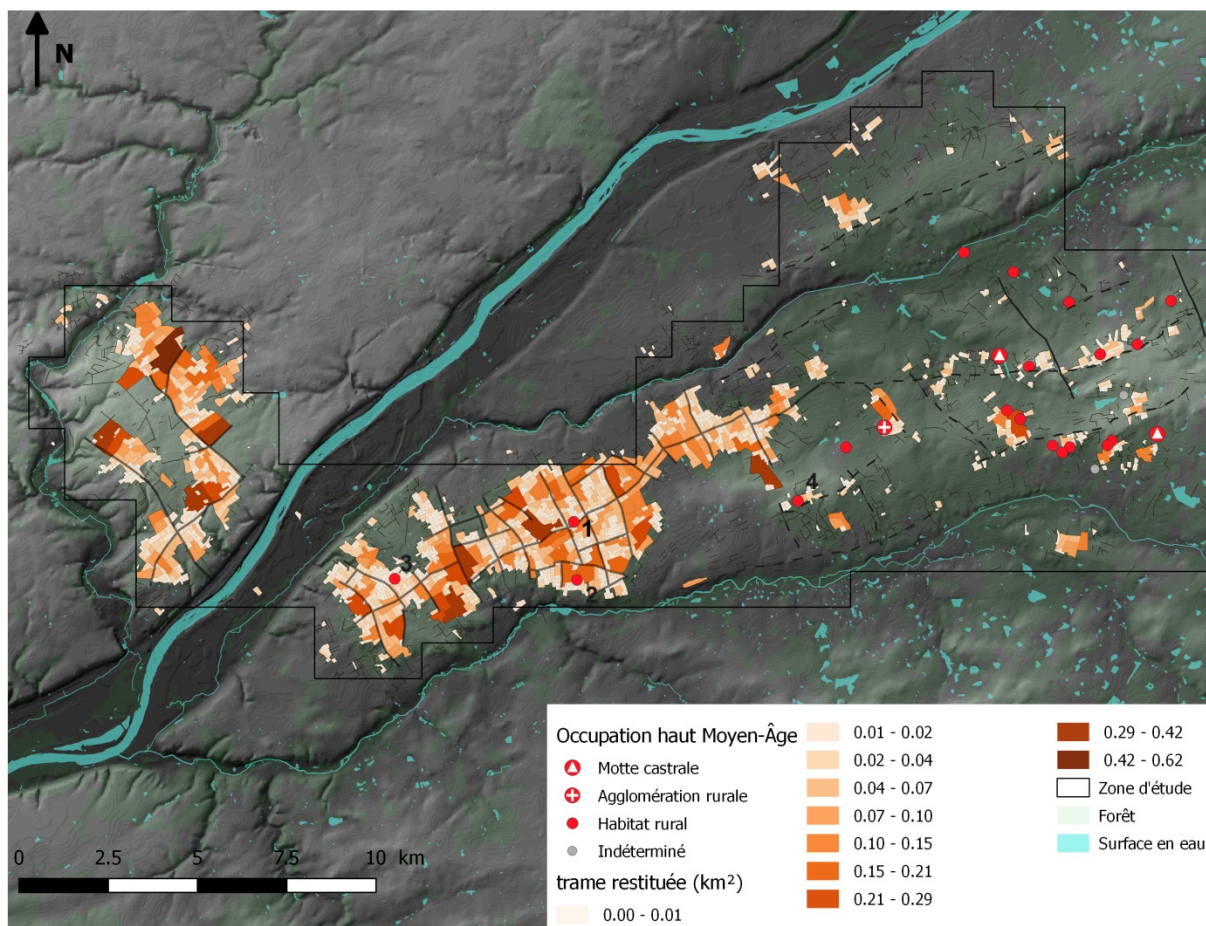 N
4
1
3
2
0 2.5 5 7.5 10 km
Occupation haut Moyen-Âge
Motte castrale
Agglomération rurale
Habitat rural
Indéterminé
trame restituée (km²)
0.00 - 0.01
0.01 - 0.02
0.02 - 0.04
0.04 - 0.07
0.07 - 0.10
0.10 - 0.15
0.15 - 0.21
0.21 - 0.29
0.29 - 0.42
0.42 - 0.62
Zone d'étude
Forêt
Surface en eau